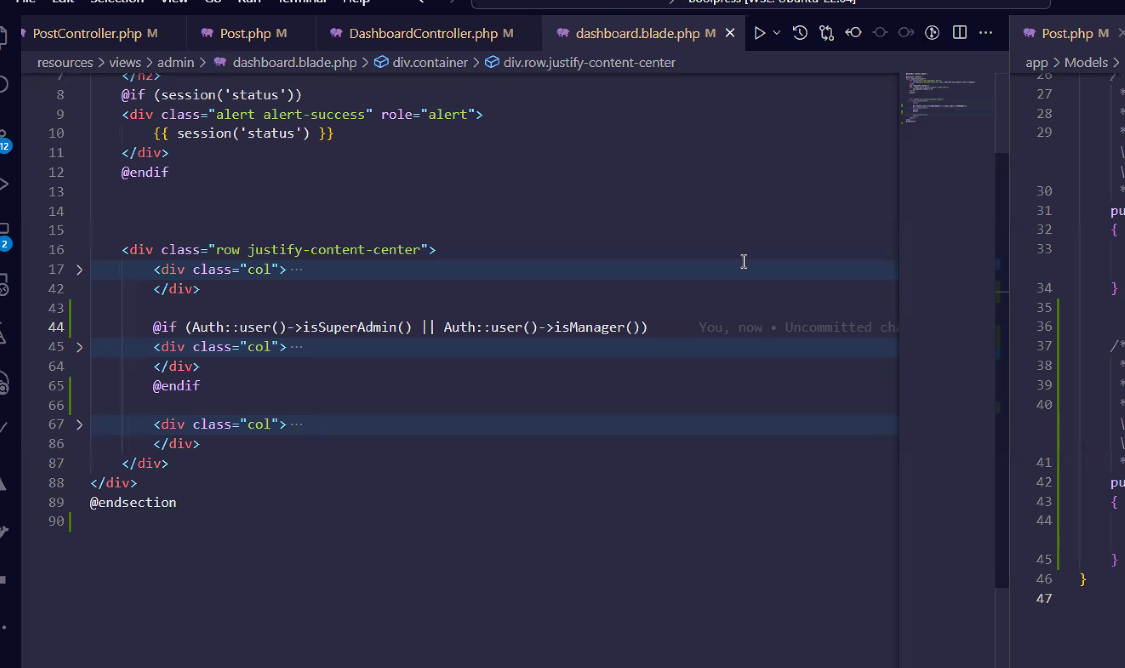 File Edit Selection View Go Run Terminal Help
boolpress [WSL: Ubuntu-22.04]
PostController.php M
Post.php M
DashboardController.php M
dashboard.blade.php M
Post.php M
resources > views > admin > dashboard.blade.php > div.container > div.row.justify-content-center
app > Models >
7 </h2>
8 @if (session('status'))
9 <div class="alert alert-success" role="alert">
10 {{ session('status') }}
11 </div>
12 @endif
13
14
15
16 <div class="row justify-content-center">
17 <div class="col"> ···
42 </div>
43
44 @if (Auth::user()->isSuperAdmin() || Auth::user()->isManager()) You, now • Uncommitted cha
45 <div class="col"> ···
64 </div>
65 @endif
66
67 <div class="col"> ···
86 </div>
87 </div>
88 </div>
89 @endsection
90
12
2
26 /
27 *
28 *
29 *
\
\
30 *
31 pu
32 {
33
34 }
35
36
37 /*
38 *
39 *
40 *
\
\
41 *
42 pu
43 {
44
45 }
46 }
47